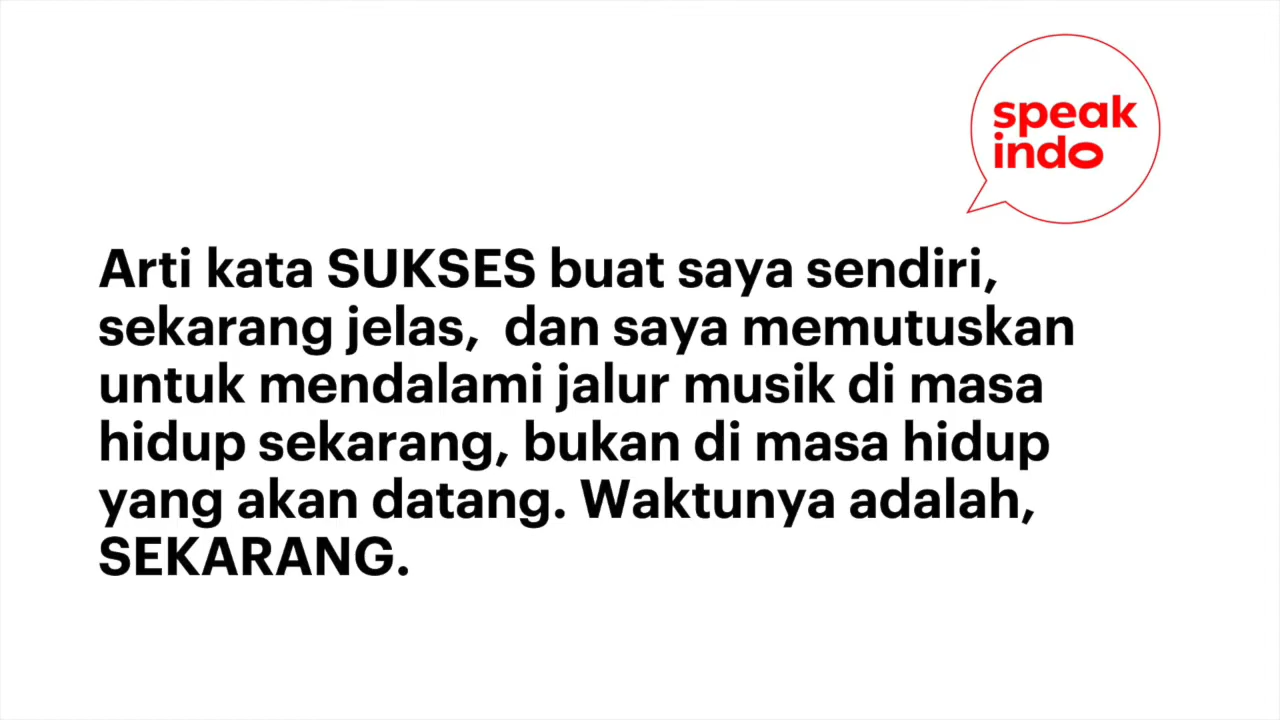 speak
indo
Arti kata SUKSES buat saya sendiri,
sekarang jelas,  dan saya memutuskan
untuk mendalami jalur musik di masa
hidup sekarang, bukan di masa hidup
yang akan datang. Waktunya adalah,
SEKARANG.